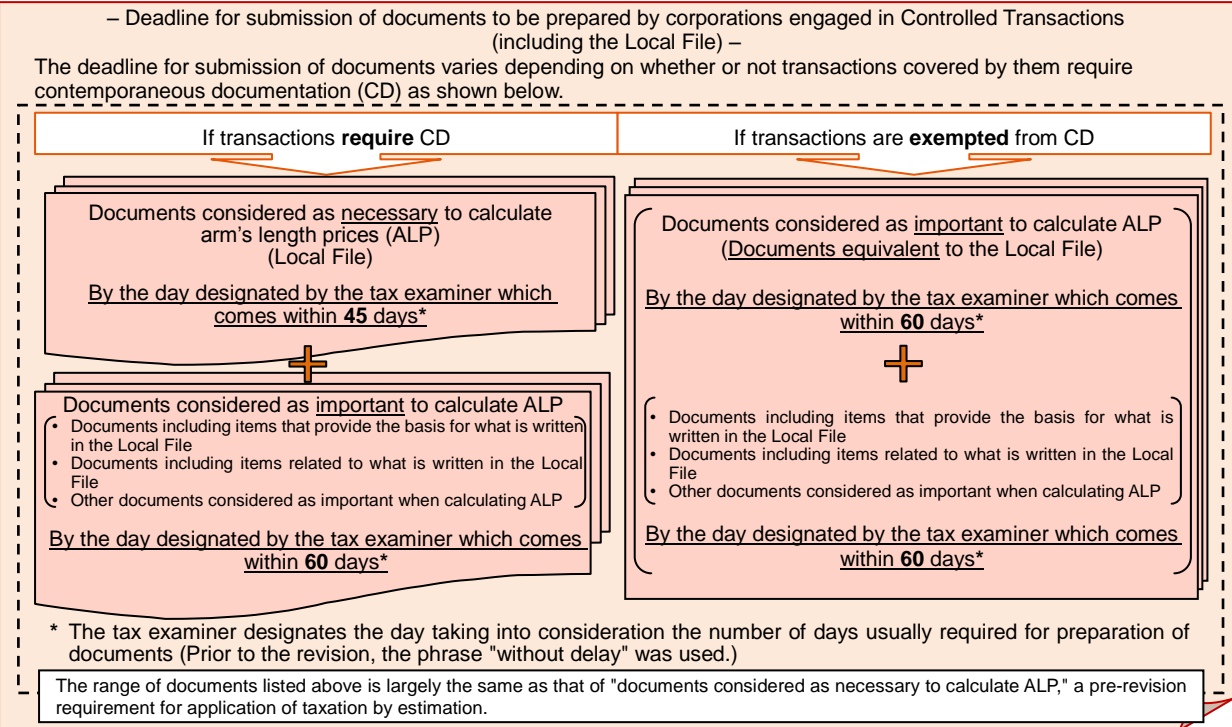 – Deadline for submission of documents to be prepared by corporations engaged in Controlled Transactions
(including the Local File) –
The deadline for submission of documents varies depending on whether or not transactions covered by them require
contemporaneous documentation (CD) as shown below.
If transactions require CD
Documents considered as necessary to calculate
arm's length prices (ALP)
(Local File)
By the day designated by the tax examiner which
comes within 45 days*
Documents considered as important to calculate ALP
• Documents including items that provide the basis for what is written
in the Local File
• Documents including items related to what is written in the Local
File
• Other documents considered as important when calculating ALP
By the day designated by the tax examiner which comes
within 60 days*
If transactions are exempted from CD
Documents considered as important to calculate ALP
(Documents equivalent to the Local File)
By the day designated by the tax examiner which comes
within 60 days*
• Documents including items that provide the basis for what is
written in the Local File
• Documents including items related to what is written in the Local
File
• Other documents considered as important when calculating ALP
By the day designated by the tax examiner which comes
within 60 days*
* The tax examiner designates the day taking into consideration the number of days usually required for preparation of
documents (Prior to the revision, the phrase "without delay" was used.)
The range of documents listed above is largely the same as that of "documents considered as necessary to calculate ALP," a pre-revision
requirement for application of taxation by estimation.